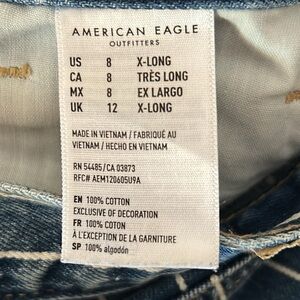 AMERICAN EAGLE
OUTFITTERS
US 8 X-LONG
CA 8 TRÈS LONG
MX 8 EX LARGO
UK 12 X-LONG
MADE IN VIETNAM / FABRIQUÉ AU
VIETNAM / HECHO EN VIETNAM
RN 54485/CA 03873
RFC# AEM120605U9A
EN 100% COTTON
EXCLUSIVE OF DECORATION
FR 100% COTON
À L'EXCEPTION DE LA GARNITURE
SP 100% algodón